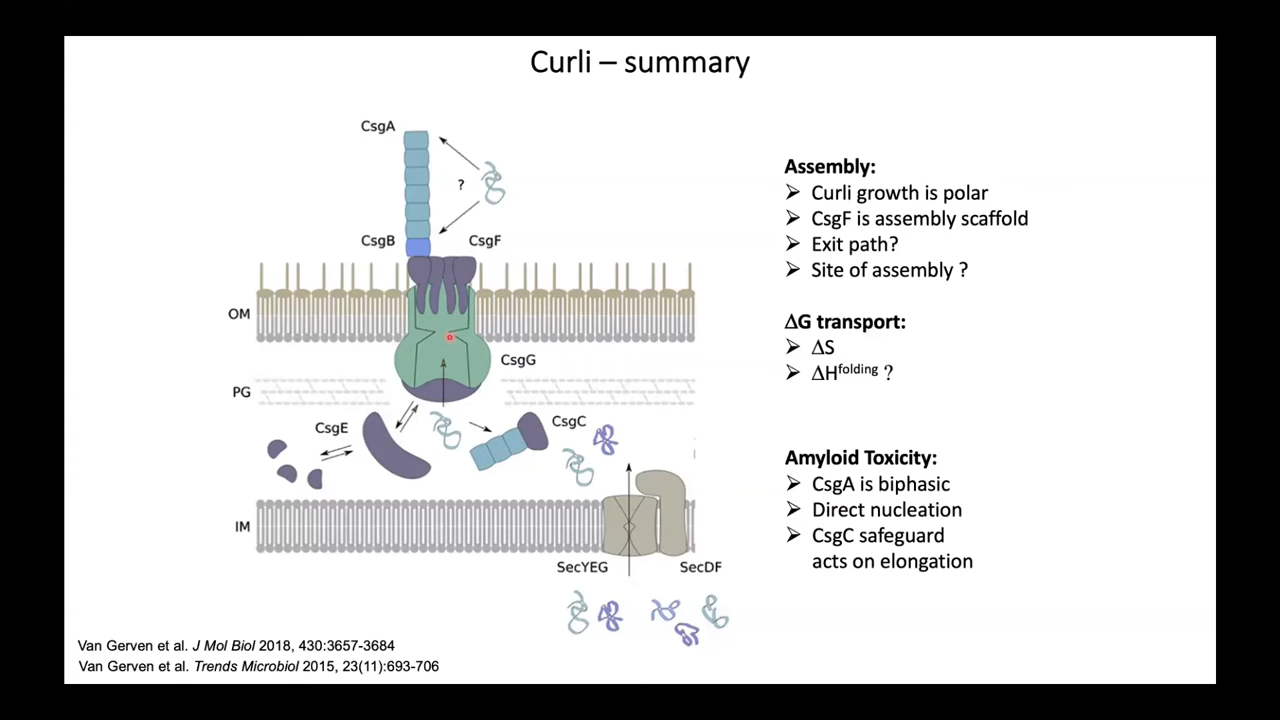 Curli – summary
CsgA
?
CsgB
CsgF
OM
CsgG
PG
CsgE
CsgC
IM
SecYEG
SecDF
Assembly:
➢ Curli growth is polar
➢ CsgF is assembly scaffold
➢ Exit path?
➢ Site of assembly ?
ΔG transport:
➢ ΔS
➢ ΔHfolding ?
Amyloid Toxicity:
➢ CsgA is biphasic
➢ Direct nucleation
➢ CsgC safeguard
acts on elongation
Van Gerven et al. J Mol Biol 2018, 430:3657-3684
Van Gerven et al. Trends Microbiol 2015, 23(11):693-706